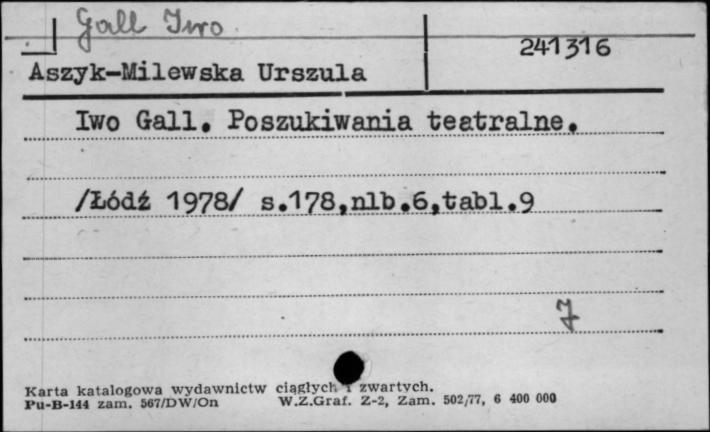 Gall Iwo
241316
Aszyk-Milewska Urszula
Iwo Gall. Poszukiwania teatralne.
/Łódź 1978/ s.178,nlb.6,tabl.9
Karta katalogowa wydawnictw ciągłych i zwartych.
Pu-B-144 zam. 567/DW/On W.Z.Graf. Z-2, Zam. 502/77, 6 400 000